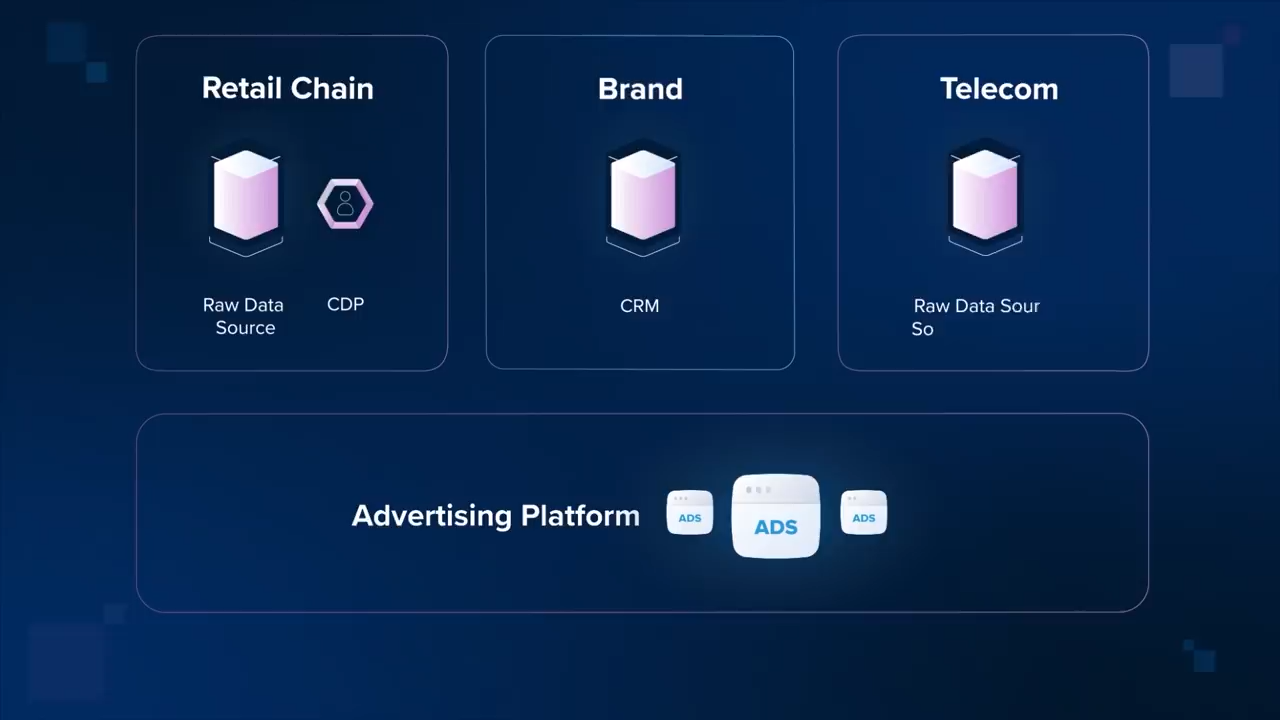 Retail Chain
Brand
Telecom
Raw Data
Source
CDP
CRM
Raw Data Sour
So
Advertising Platform
ADS
ADS
ADS